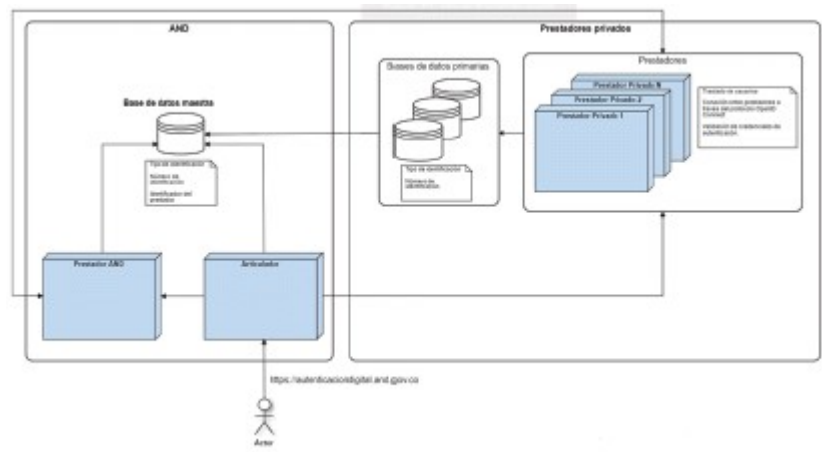 AND
Prestadores privados
Bases de datos primarias
Prestadores
Prestador Privado N
Prestador Privado 2
Prestador Privado 1
Traslado de usuarios
Conexión entre prestadores a
través del protocolo OpenID
Connect
Validación de credenciales de
autenticación.
Base de datos maestra
Tipo de identificación
Número de
identificación
Identificador del
prestador
Tipo de identificación
Número de
identificación.
Prestador AND
Articulador
https://autenticaciondigital.and.gov.co
Actor